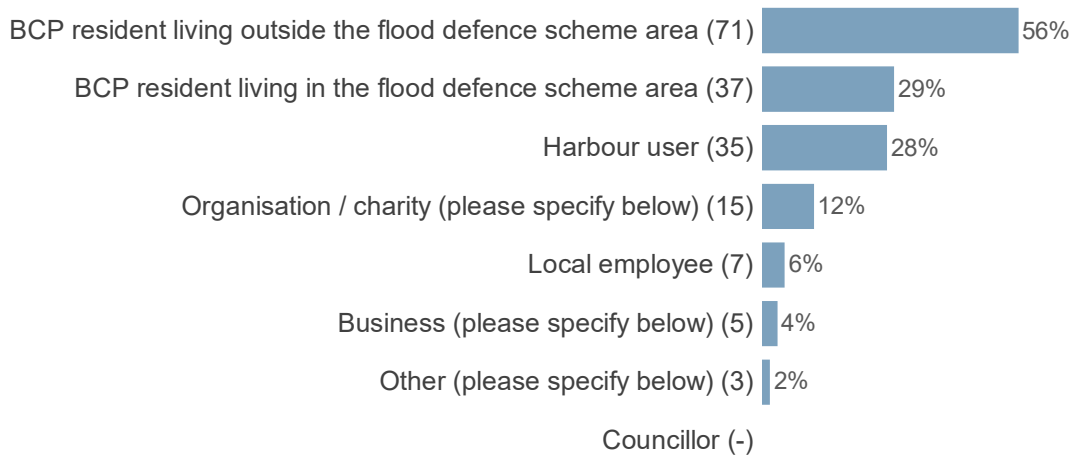 BCP resident living outside the flood defence scheme area (71) 56%
BCP resident living in the flood defence scheme area (37) 29%
Harbour user (35) 28%
Organisation / charity (please specify below) (15) 12%
Local employee (7) 6%
Business (please specify below) (5) 4%
Other (please specify below) (3) 2%
Councillor (-)